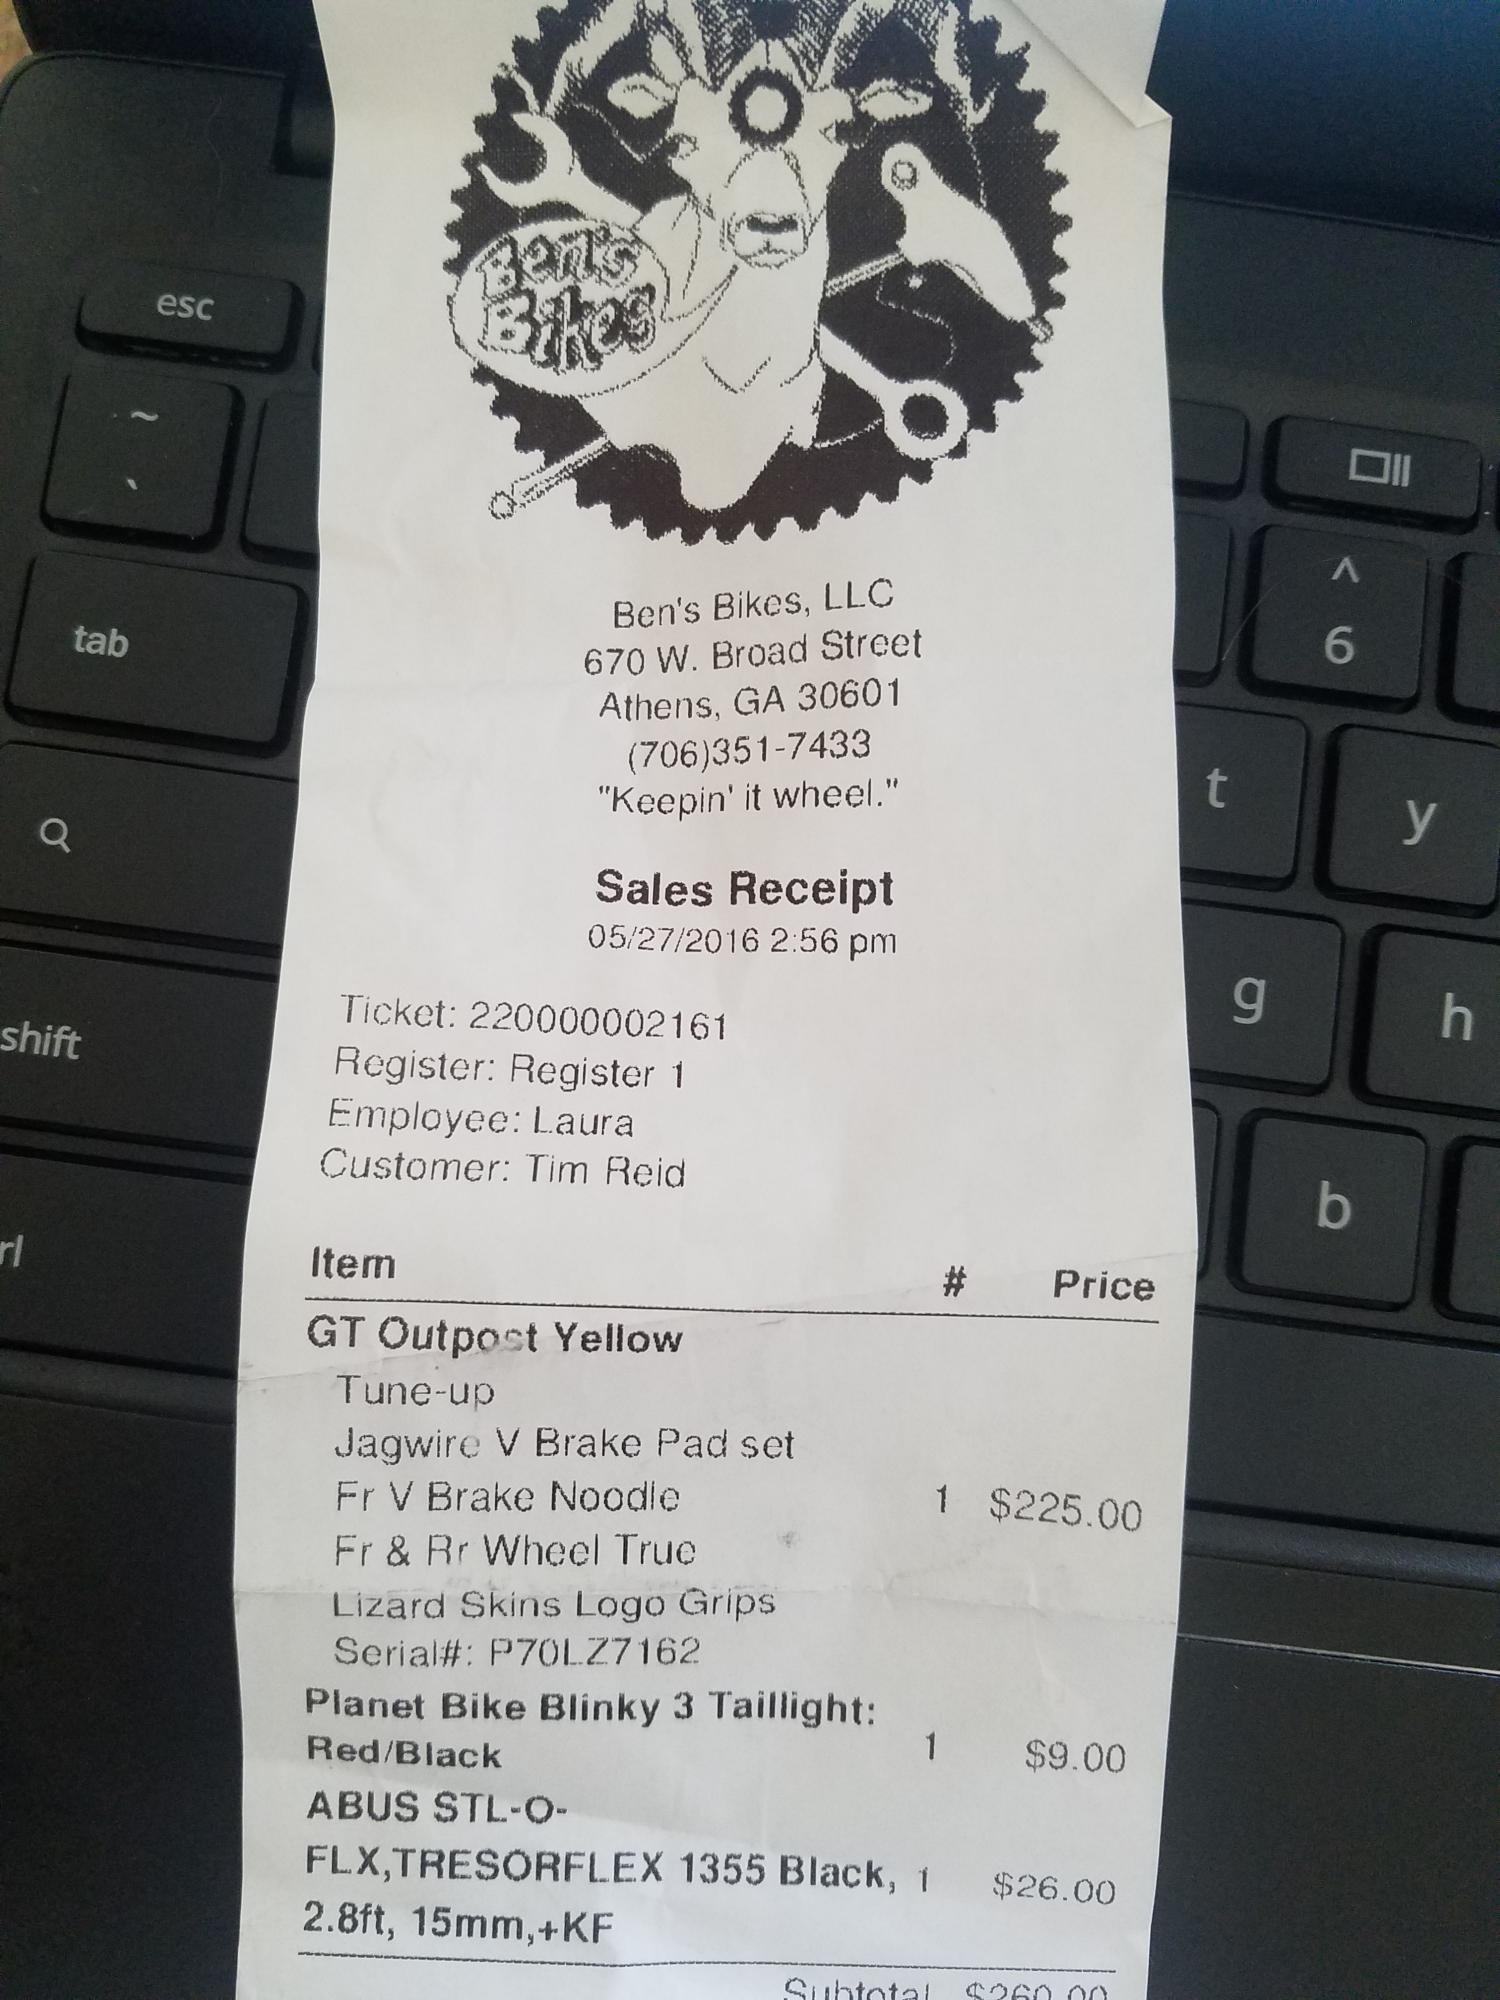 Ben's
Bikes
Ben's Bikes, LLC
670 W. Broad Street
Athens, GA 30601
(706)351-7433
"Keepin' it wheel."
Sales Receipt
05/27/2016 2:56 pm
Ticket: 220000002161
Register: Register 1
Employee: Laura
Customer: Tim Reid
Item # Price
GT Outpost Yellow
Tune-up
Jagwire V Brake Pad set
Fr V Brake Noodle 1 $225.00
Fr & Rr Wheel True
Lizard Skins Logo Grips
Serial#: P70LZ7162
Planet Bike Blinky 3 Taillight:
Red/Black 1 $9.00
ABUS STL-O-
FLX,TRESORFLEX 1355 Black, 1 $26.00
2.8ft, 15mm,+KF
Subtotal $260.00
esc
~
`
tab
shift
rl
^
6
t
y
g
h
b